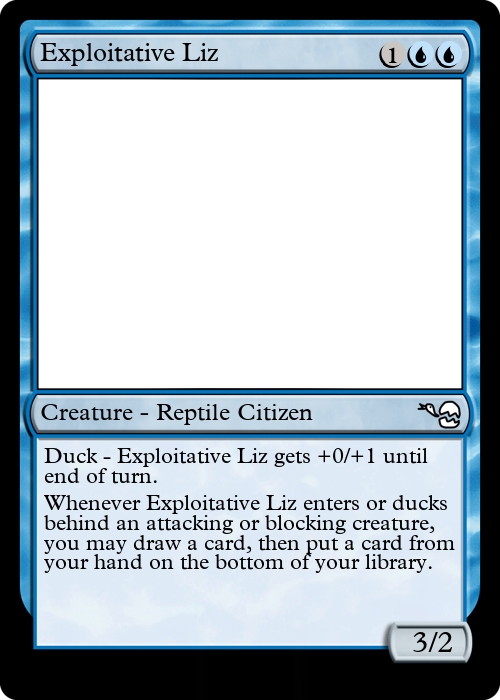 Exploitative Liz
1
Creature - Reptile Citizen
Duck - Exploitative Liz gets +0/+1 until
end of turn.
Whenever Exploitative Liz enters or ducks
behind an attacking or blocking creature,
you may draw a card, then put a card from
your hand on the bottom of your library.
3/2